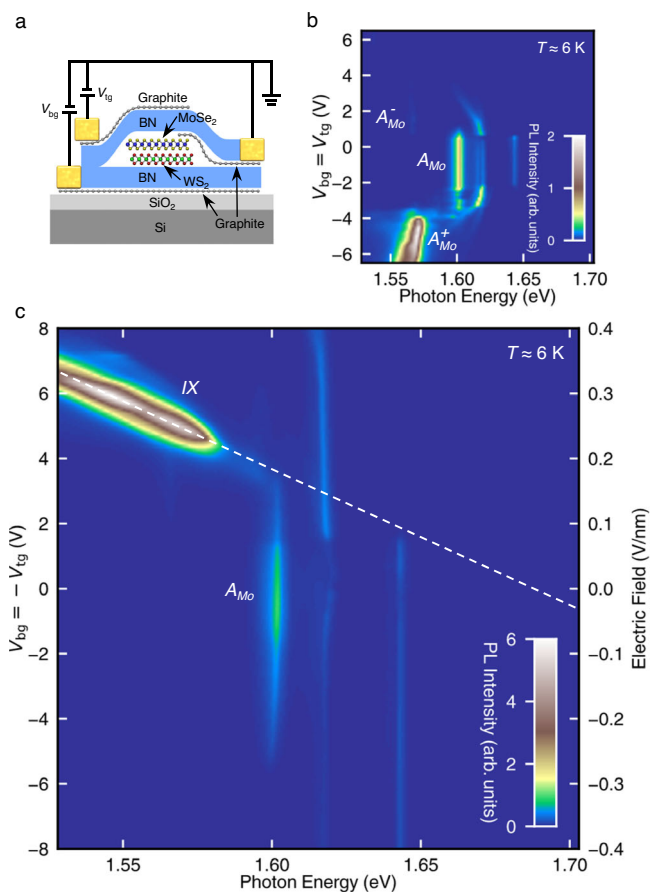 a
V_bg
V_tg
Graphite
MoSe₂
BN
BN
WS₂
SiO₂
Graphite
Si
b
T ≈ 6 K
V_bg = V_tg (V)
6
4
2
0
−2
−4
−6
A_Mo^-
A_Mo
A_Mo^+
PL Intensity (arb. units)
2
1
0
1.55
1.60
1.65
1.70
Photon Energy (eV)
c
T ≈ 6 K
V_bg = − V_tg (V)
8
6
4
2
0
-2
-4
-6
-8
IX
A_Mo
Electric Field (V/nm)
0.4
0.3
0.2
0.1
0.0
-0.1
-0.2
-0.3
-0.4
PL Intensity (arb. units)
6
4
2
0
1.55
1.60
1.65
1.70
Photon Energy (eV)